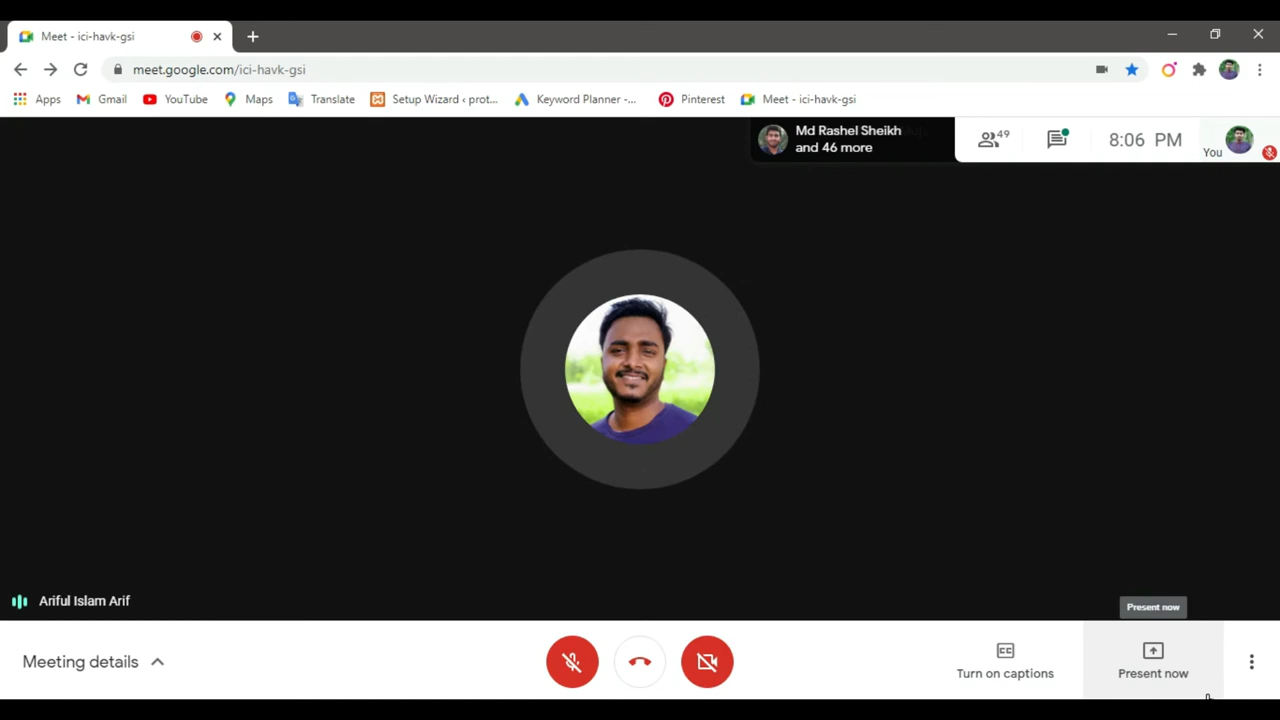 Meet - ici-havk-gsi
meet.google.com/ici-havk-gsi
Apps Gmail YouTube Maps Translate Setup Wizard ‹ prot... Keyword Planner -... Pinterest Meet - ici-havk-gsi
Md Rashel Sheikh
and 46 more
49
8:06 PM
You
Ariful Islam Arif
Present now
Meeting details
CC
Turn on captions
Present now